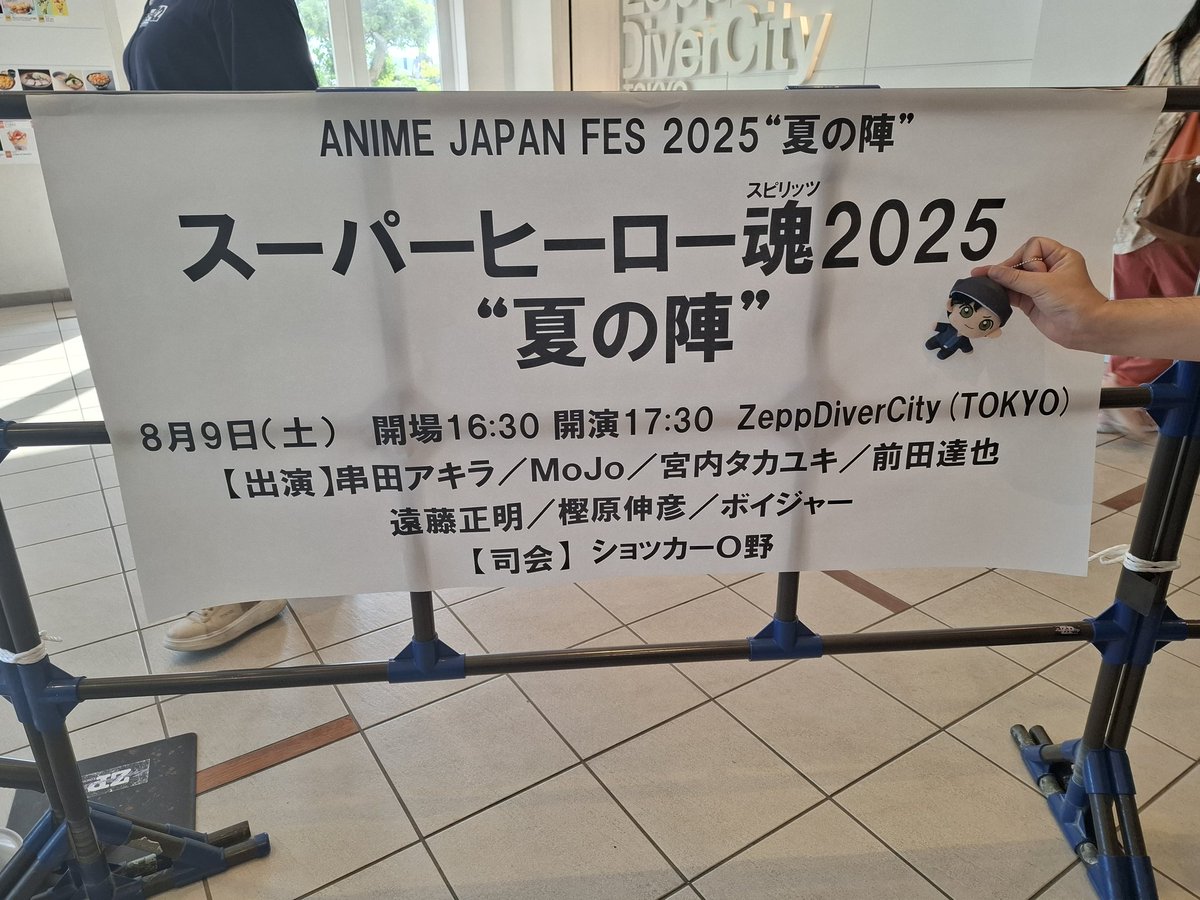 Zepp
DiverCity
TOKYO
ANIME JAPAN FES 2025“夏の陣”
スピリッツ
スーパーヒーロー魂2025
“夏の陣”
8月9日(土) 開場16:30 開演17:30 ZeppDiverCity(TOKYO)
【出演】串田アキラ／MoJo／宮内タカユキ／前田達也
遠藤正明／樫原伸彦／ボイジャー
【司会】ショッカーO野